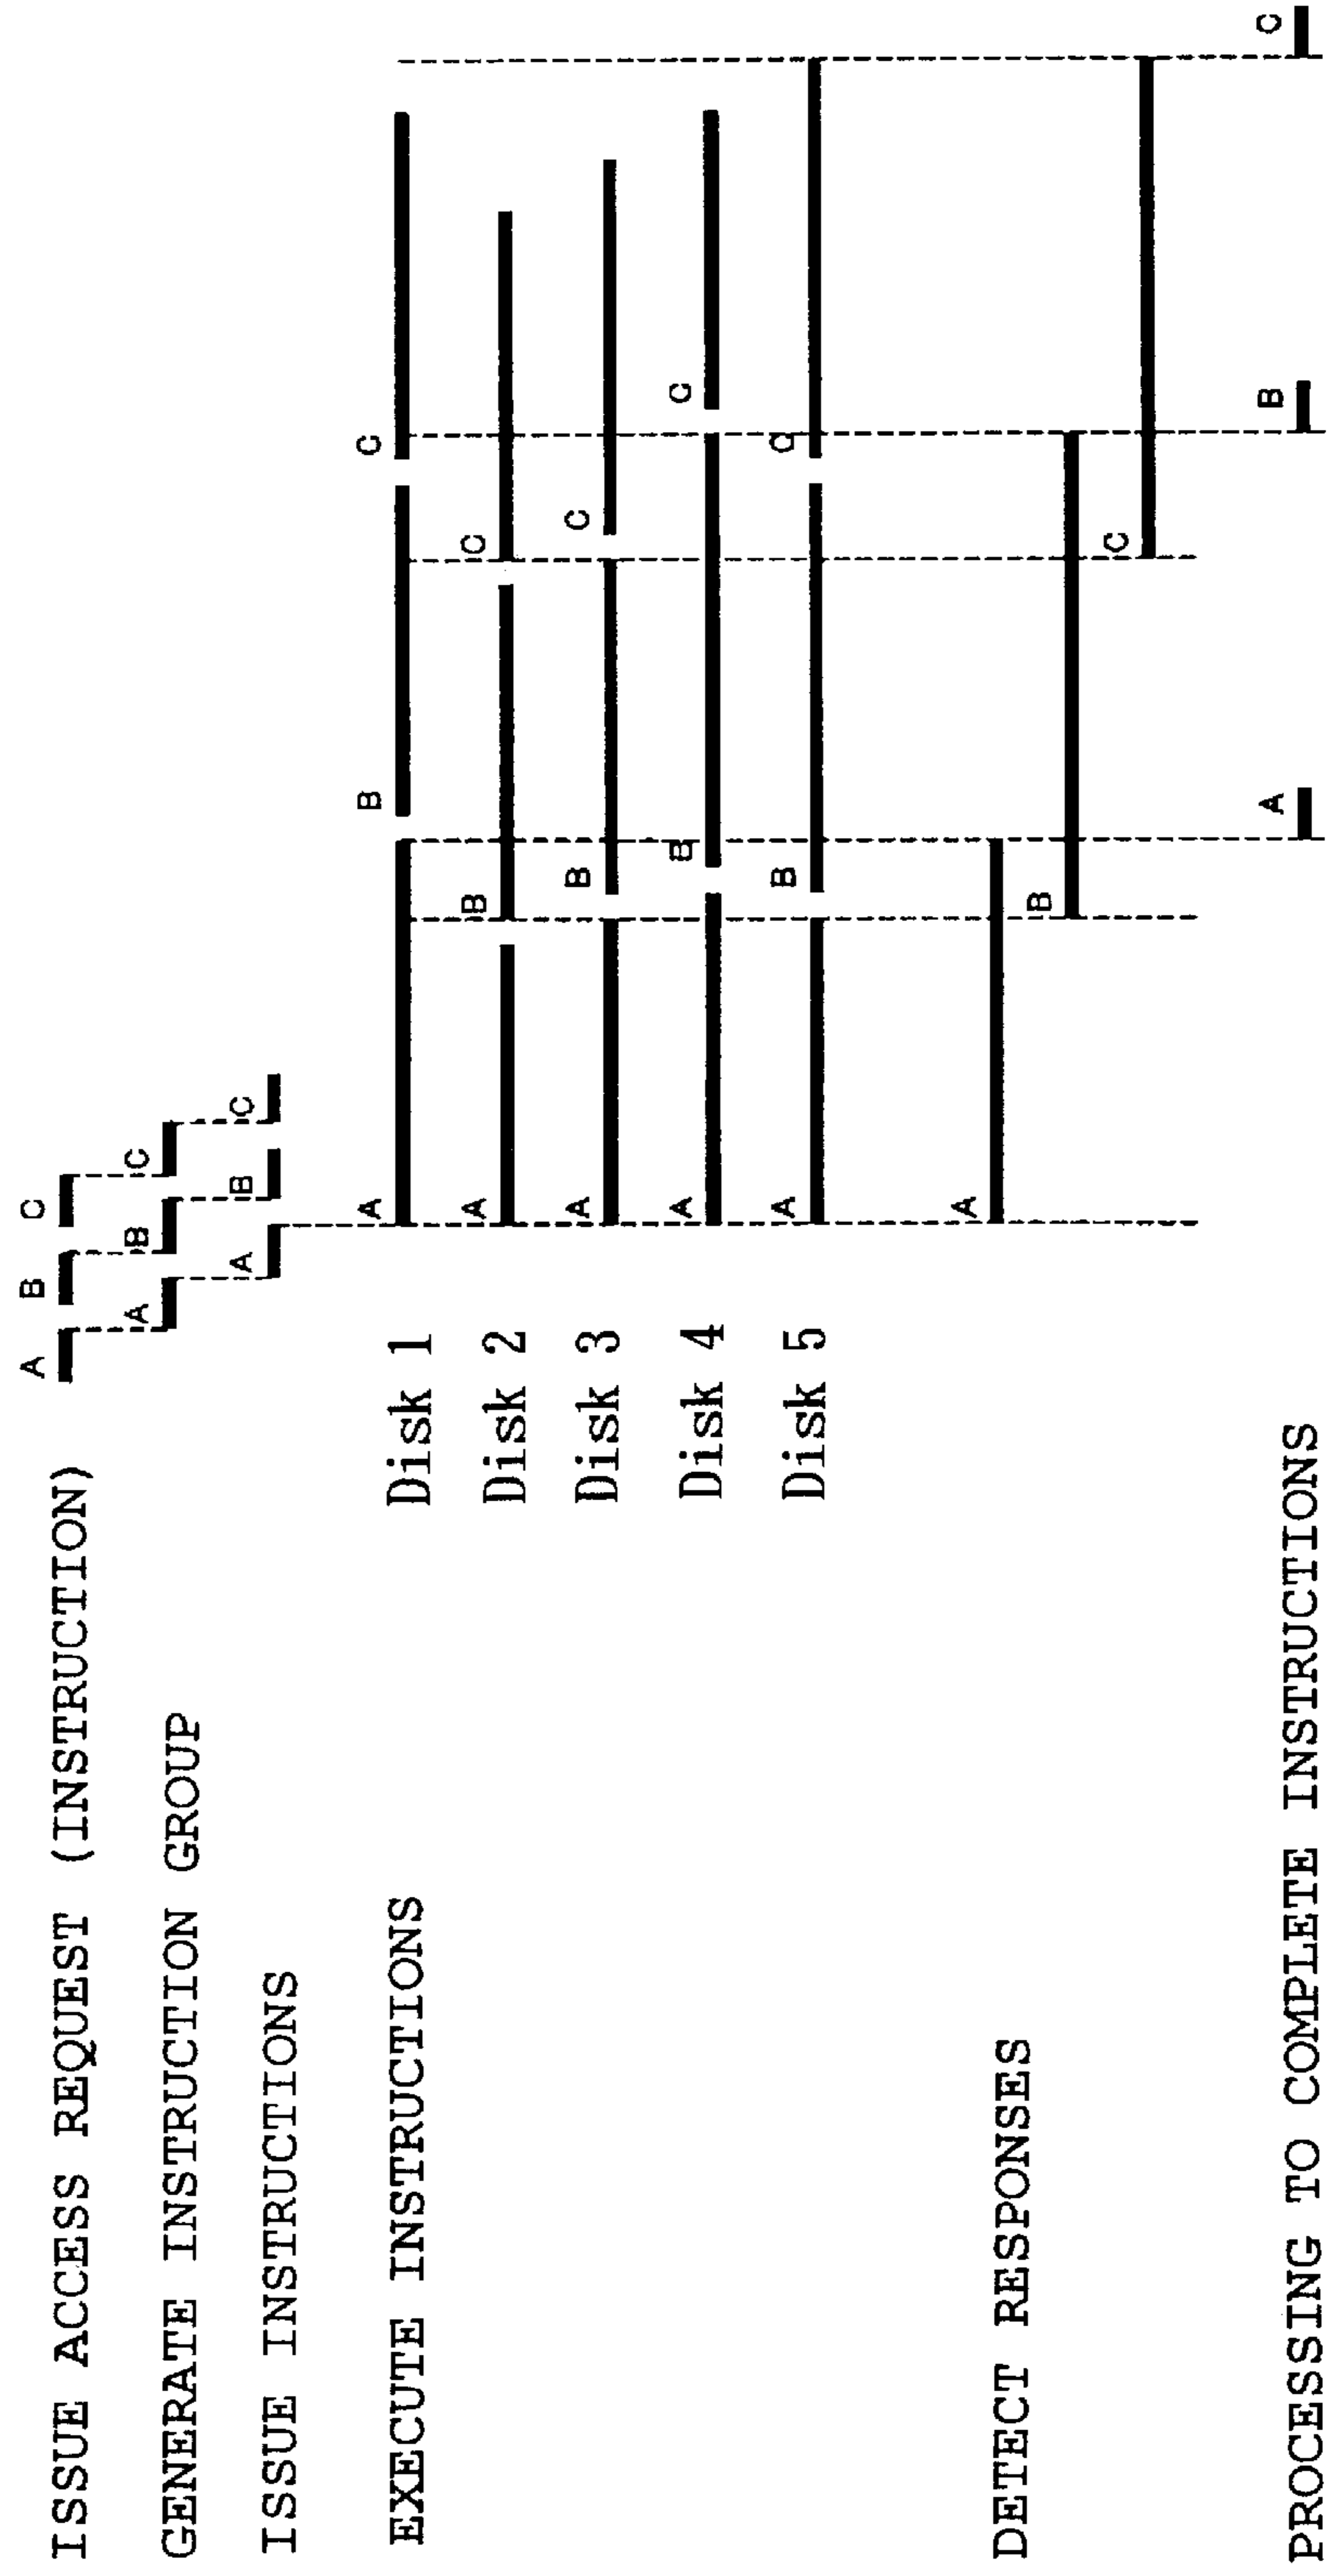 ISSUE ACCESS REQUEST (INSTRUCTION) A B C
GENERATE INSTRUCTION GROUP A B C
ISSUE INSTRUCTIONS A B C
EXECUTE INSTRUCTIONS Disk 1 A B C
Disk 2 A B C
Disk 3 A B C
Disk 4 A B C
Disk 5 A B C
DETECT RESPONSES A
B
C
PROCESSING TO COMPLETE INSTRUCTIONS A B C